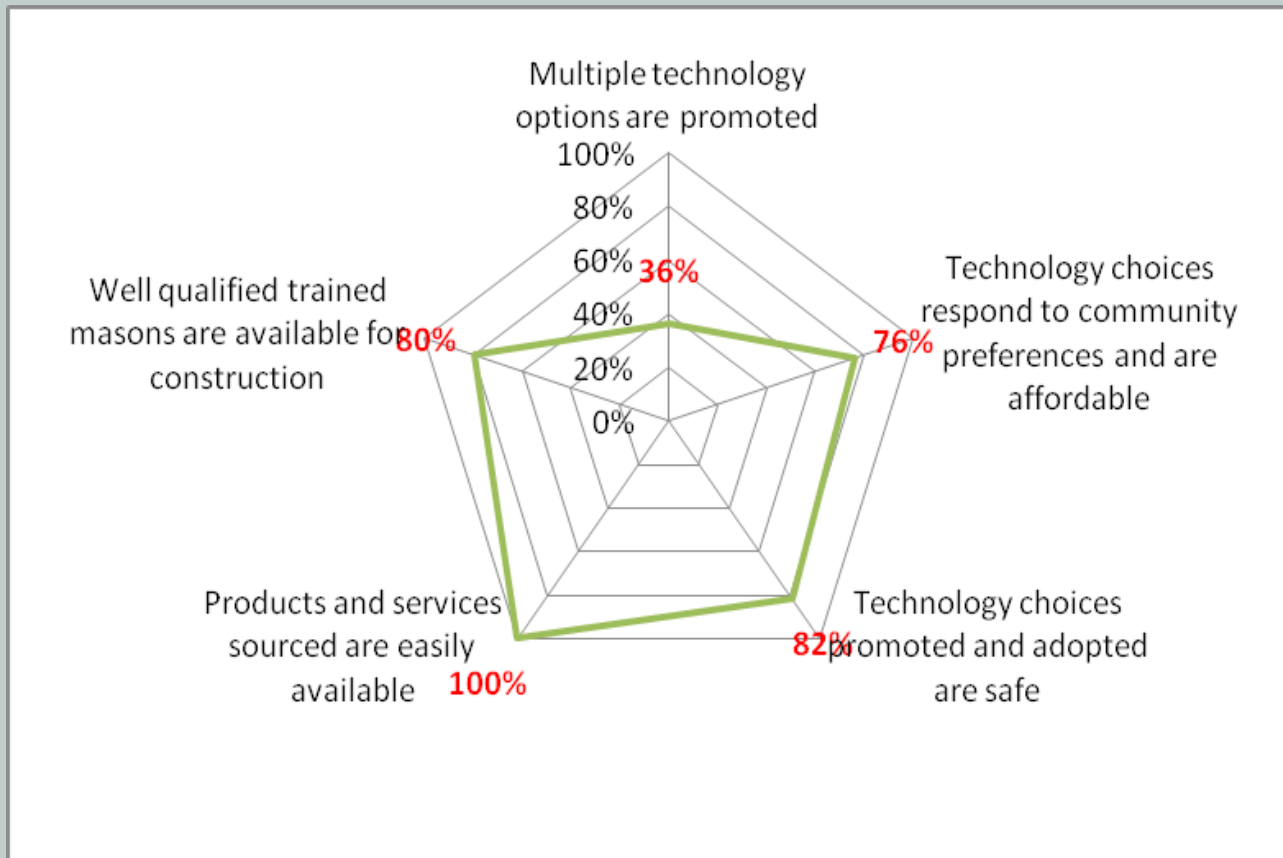 Multiple technology
options are promoted
100%
80%
60%
36%
40%
20%
0%
Technology choices
respond to community
preferences and are
affordable
76%
Well qualified trained
masons are available for
construction
80%
Products and services
sourced are easily
available
100%
Technology choices
promoted and adopted
are safe
82%